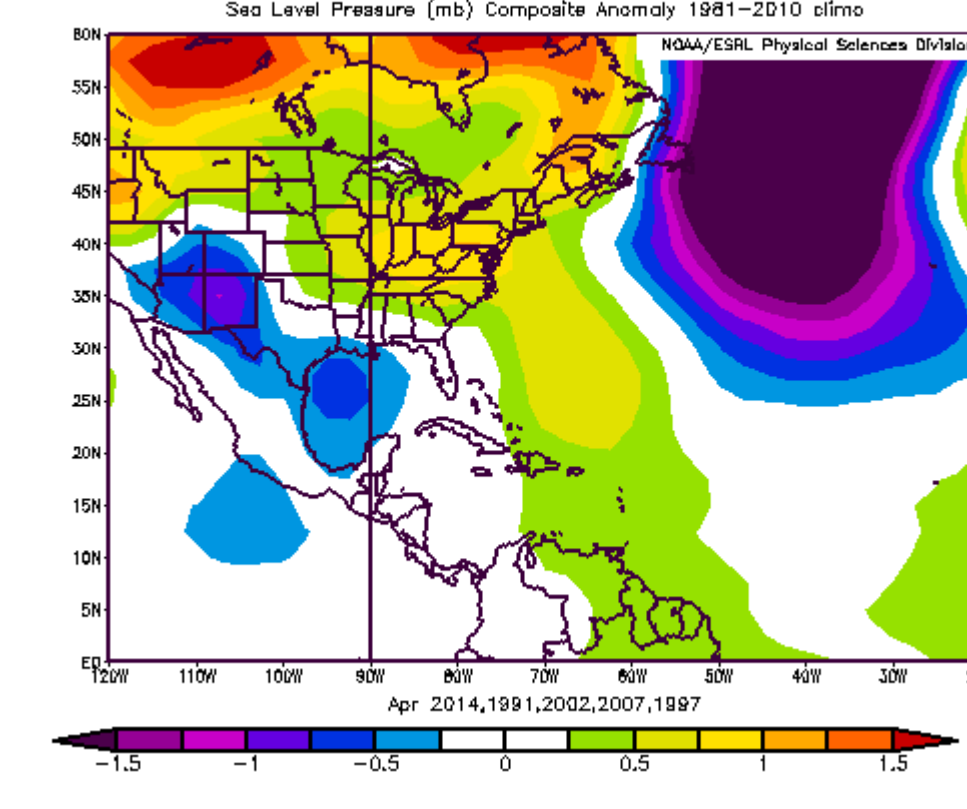 Sea Level Pressure (mb) Composite Anomaly 1981-2010 climo
NOAA/ESRL Physical Sciences Divisio
60N
55N
50N
45N
40N
35N
30N
25N
20N
15N
10N
5N
EQ
120W 110W 100W 90W 80W 70W 60W 50W 40W 30W
Apr 2014,1991,2002,2007,1997
-1.5 -1 -0.5 0 0.5 1 1.5